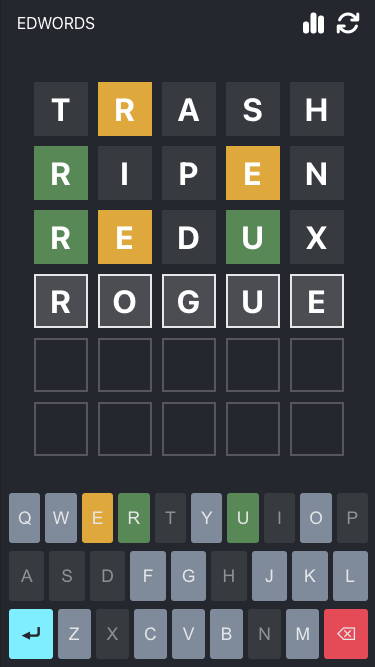 EDWORDS
T R A S H
R I P E N
R E D U X
R O G U E
Q W E R T Y U I O P
A S D F G H J K L
Z X C V B N M